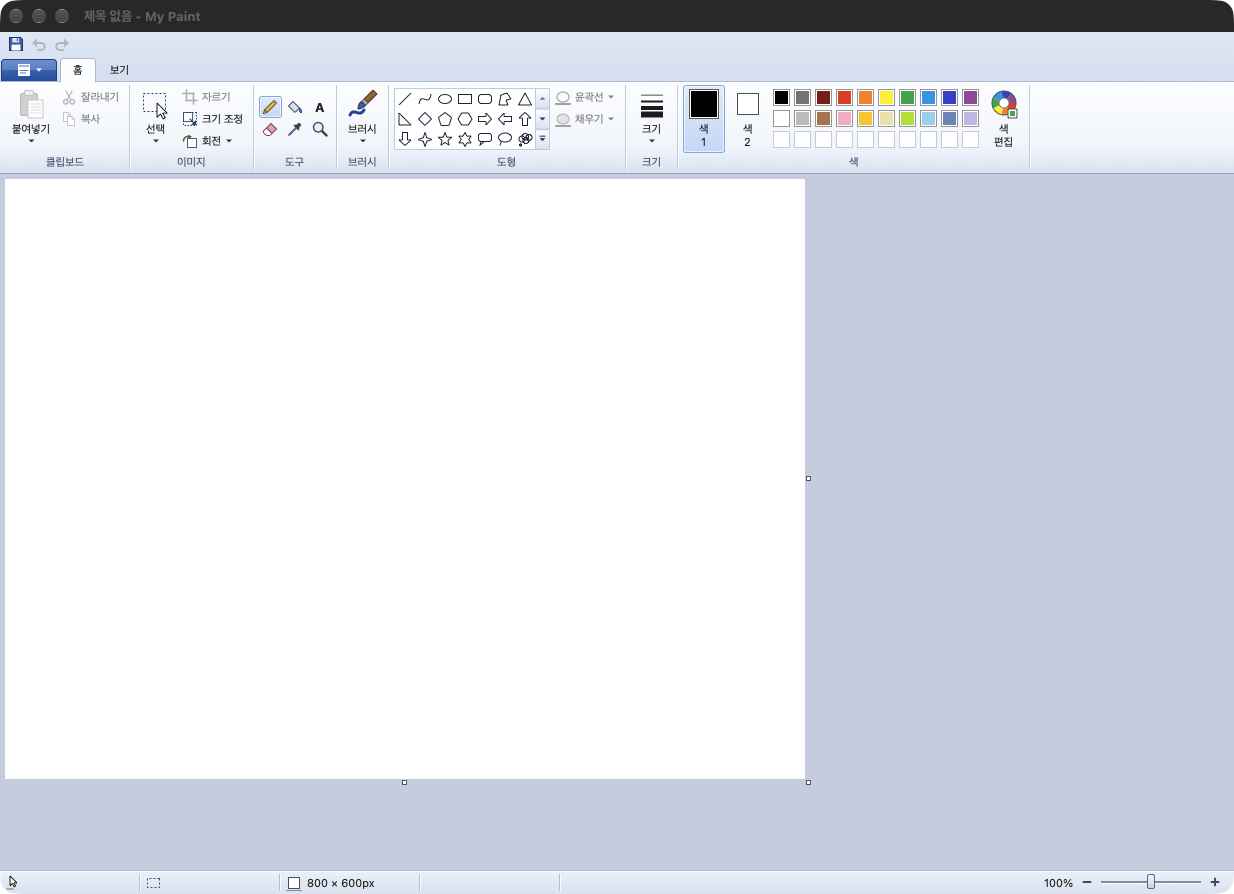 제목 없음 - My Paint
홈
보기
붙여넣기
잘라내기
복사
클립보드
선택
자르기
크기 조정
회전
이미지
A
도구
브러시
브러시
윤곽선
채우기
도형
크기
크기
색
1
색
2
색
편집
색
800 × 600px
100%